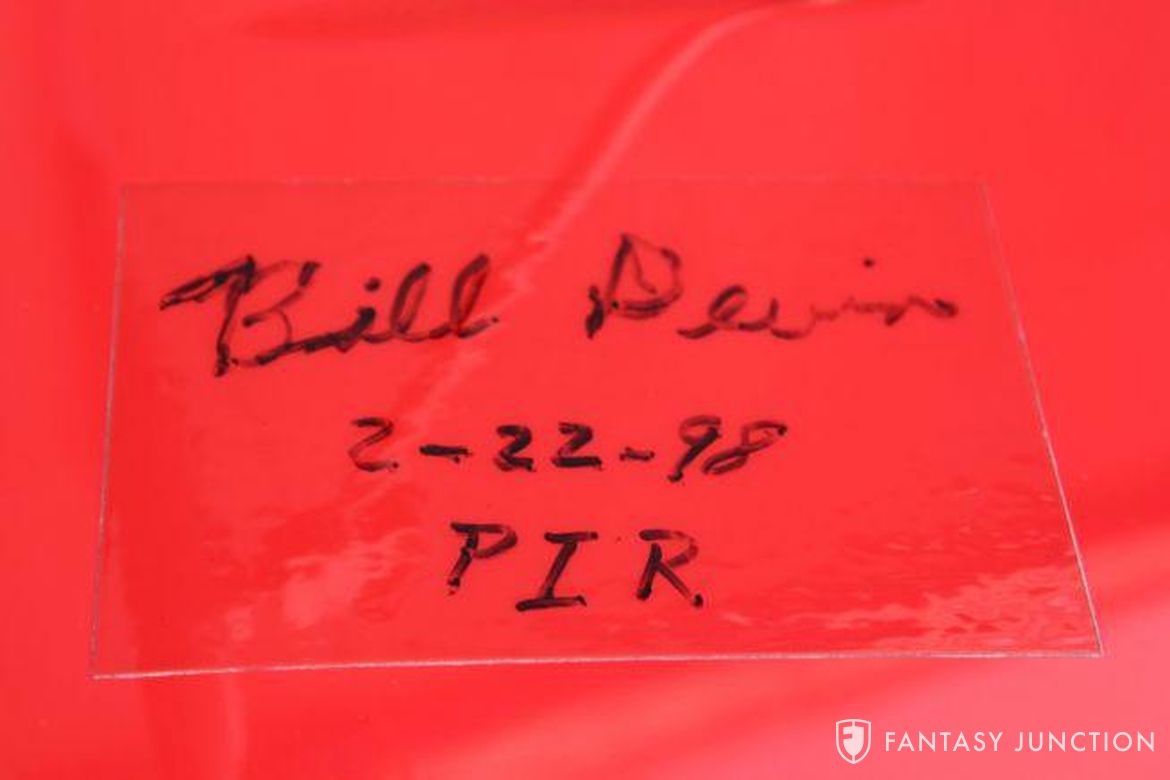 Bill Devin
2-22-98
PIR
FANTASY JUNCTION